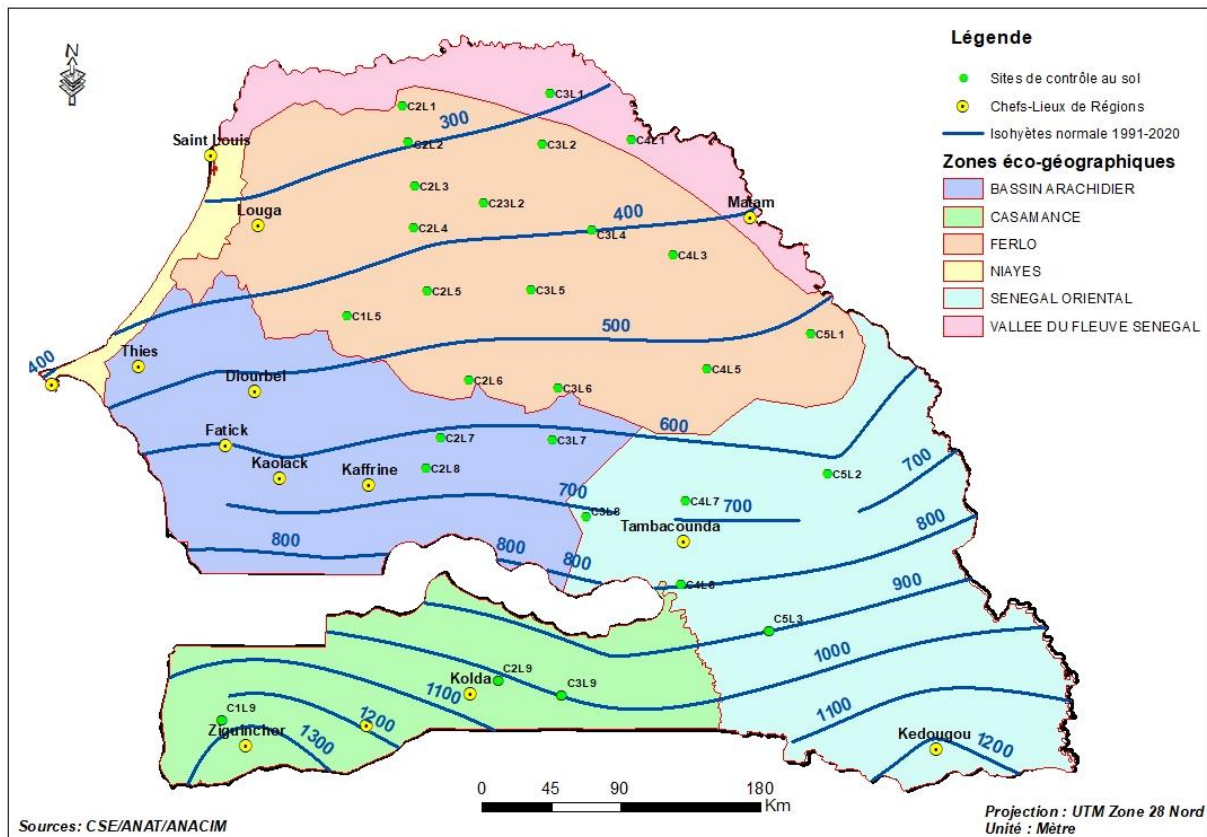 N
Légende
Sites de contrôle au sol
Chefs-Lieux de Régions
Isohyètes normale 1991-2020
Zones éco-géographiques
BASSIN ARACHIDIER
CASAMANCE
FERLO
NIAYES
SENEGAL ORIENTAL
VALLEE DU FLEUVE SENEGAL
C3L1
C2L1
300
C2L2
C3L2
C4L1
Saint Louis
C2L3
C23L2
Louga
400
Matam
C2L4
C3L4
C4L3
C2L5
C3L5
C1L5
500
C5L1
Thies
400
C4L5
Diourbel
C2L6
C3L6
600
Fatick
C2L7
C3L7
Kaolack
Kaffrine
C2L8
C5L2
700
700
C4L7
700
C3L8
Tambacounda
800
800
800
800
C4L8
900
C5L3
1000
C2L9
Kolda
C3L9
1100
1100
C1L9
1200
Ziguinchor
1300
Kedougou
1200
0 45 90 180
Km
Sources: CSE/ANAT/ANACIM
Projection : UTM Zone 28 Nord
Unité : Mètre